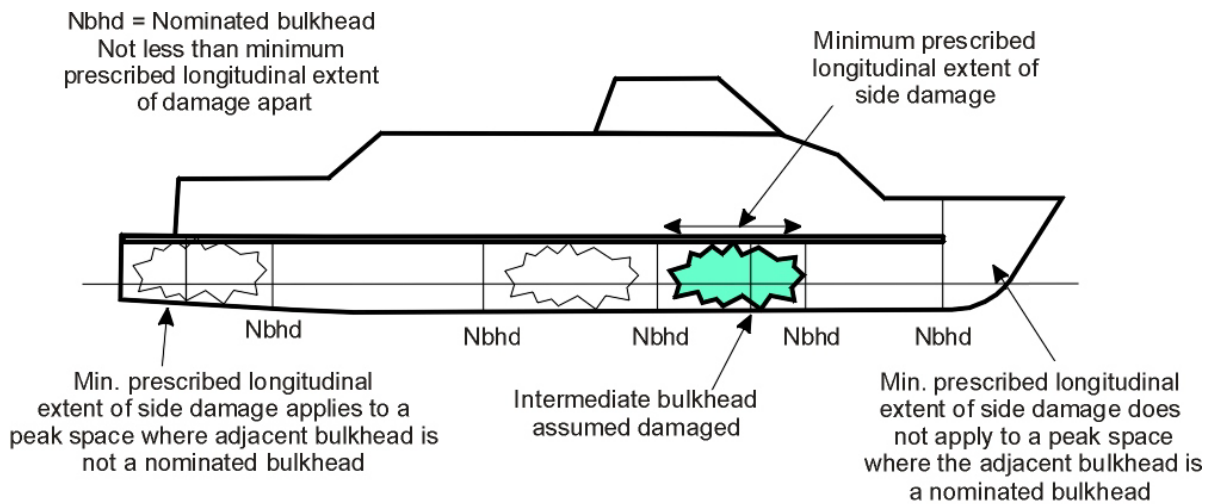 Nbhd = Nominated bulkhead
Not less than minimum
prescribed longitudinal extent
of damage apart
Minimum prescribed
longitudinal extent of
side damage
Nbhd
Nbhd
Nbhd
Nbhd
Nbhd
Min. prescribed longitudinal
extent of side damage applies to a
peak space where adjacent bulkhead is
not a nominated bulkhead
Intermediate bulkhead
assumed damaged
Min. prescribed longitudinal
extent of side damage does
not apply to a peak space
where the adjacent bulkhead is
a nominated bulkhead